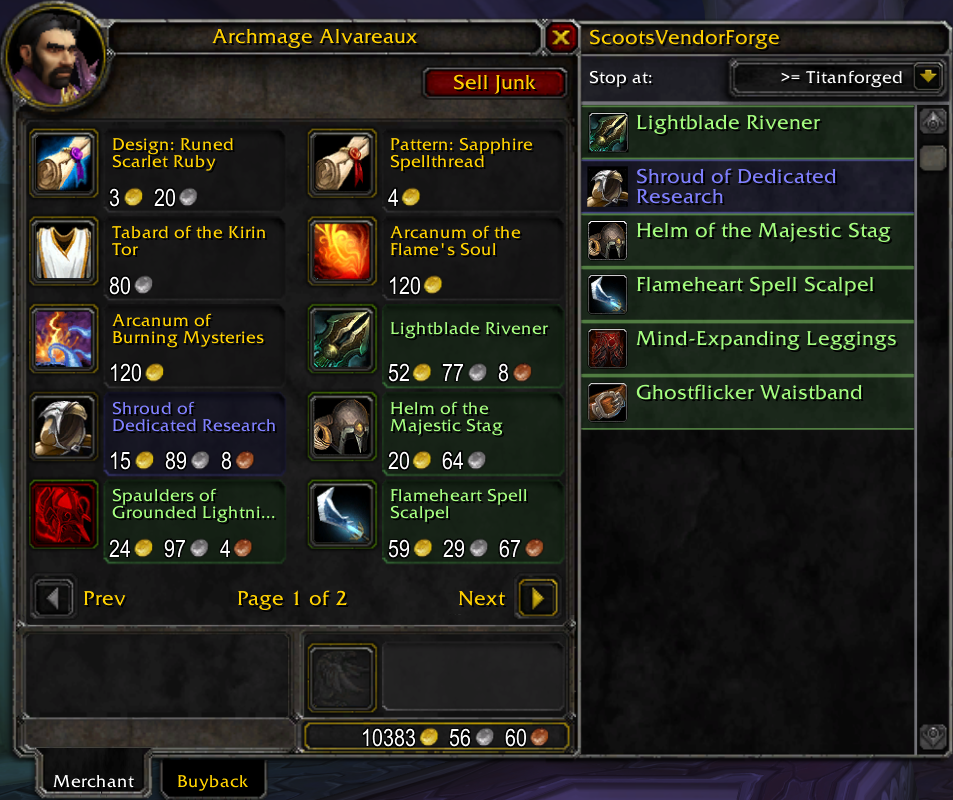 Archmage Alvareaux
Sell Junk
Design: Runed
Scarlet Ruby
3 20
Pattern: Sapphire
Spellthread
4
Tabard of the Kirin
Tor
80
Arcanum of the
Flame's Soul
120
Arcanum of
Burning Mysteries
120
Lightblade Rivener
52 77 8
Shroud of
Dedicated Research
15 89 8
Helm of the
Majestic Stag
20 64
Spaulders of
Grounded Lightni...
24 97 4
Flameheart Spell
Scalpel
59 29 67
Prev
Page 1 of 2
Next
10383 56 60
Merchant
Buyback
ScootsVendorForge
Stop at:
>= Titanforged
Lightblade Rivener
Shroud of Dedicated
Research
Helm of the Majestic Stag
Flameheart Spell Scalpel
Mind-Expanding Leggings
Ghostflicker Waistband